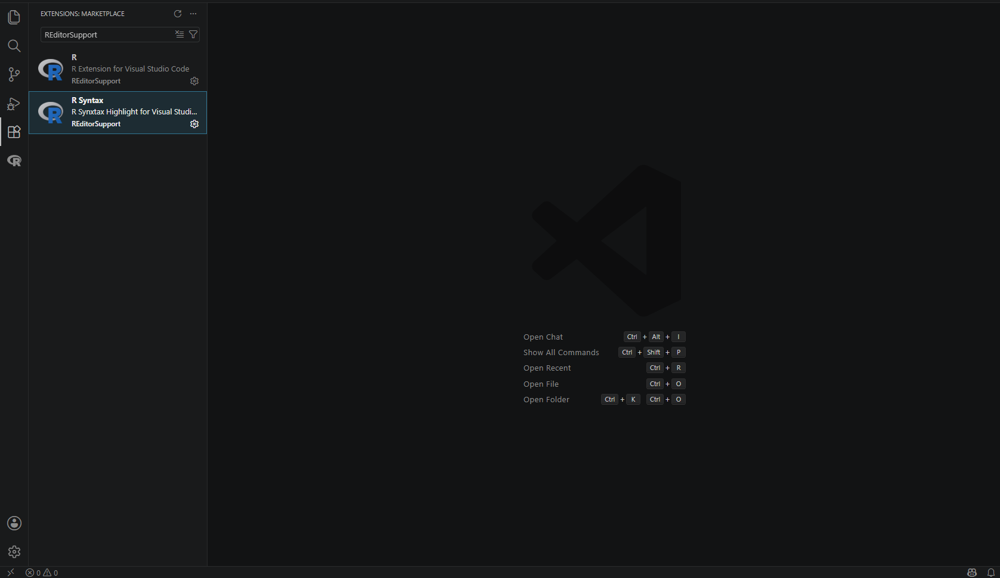 EXTENSIONS: MARKETPLACE
REditorSupport
R
R Extension for Visual Studio Code
REditorSupport
R Syntax
R Synxtax Highlight for Visual Studi...
REditorSupport
Open Chat Ctrl + Alt + I
Show All Commands Ctrl + Shift + P
Open Recent Ctrl + R
Open File Ctrl + O
Open Folder Ctrl + K Ctrl + O
0 0